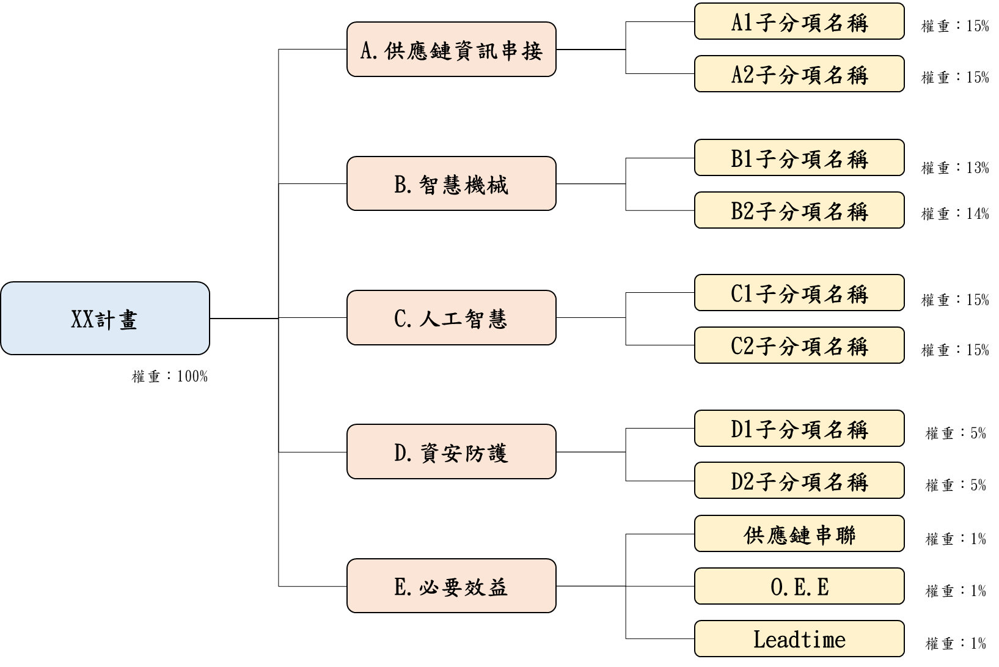 XX計畫
權重：100%
A.供應鏈資訊串接
A1子分項名稱
權重：15%
A2子分項名稱
權重：15%
B.智慧機械
B1子分項名稱
權重：13%
B2子分項名稱
權重：14%
C.人工智慧
C1子分項名稱
權重：15%
C2子分項名稱
權重：15%
D.資安防護
D1子分項名稱
權重：5%
D2子分項名稱
權重：5%
E.必要效益
供應鏈串聯
權重：1%
O.E.E
權重：1%
Leadtime
權重：1%